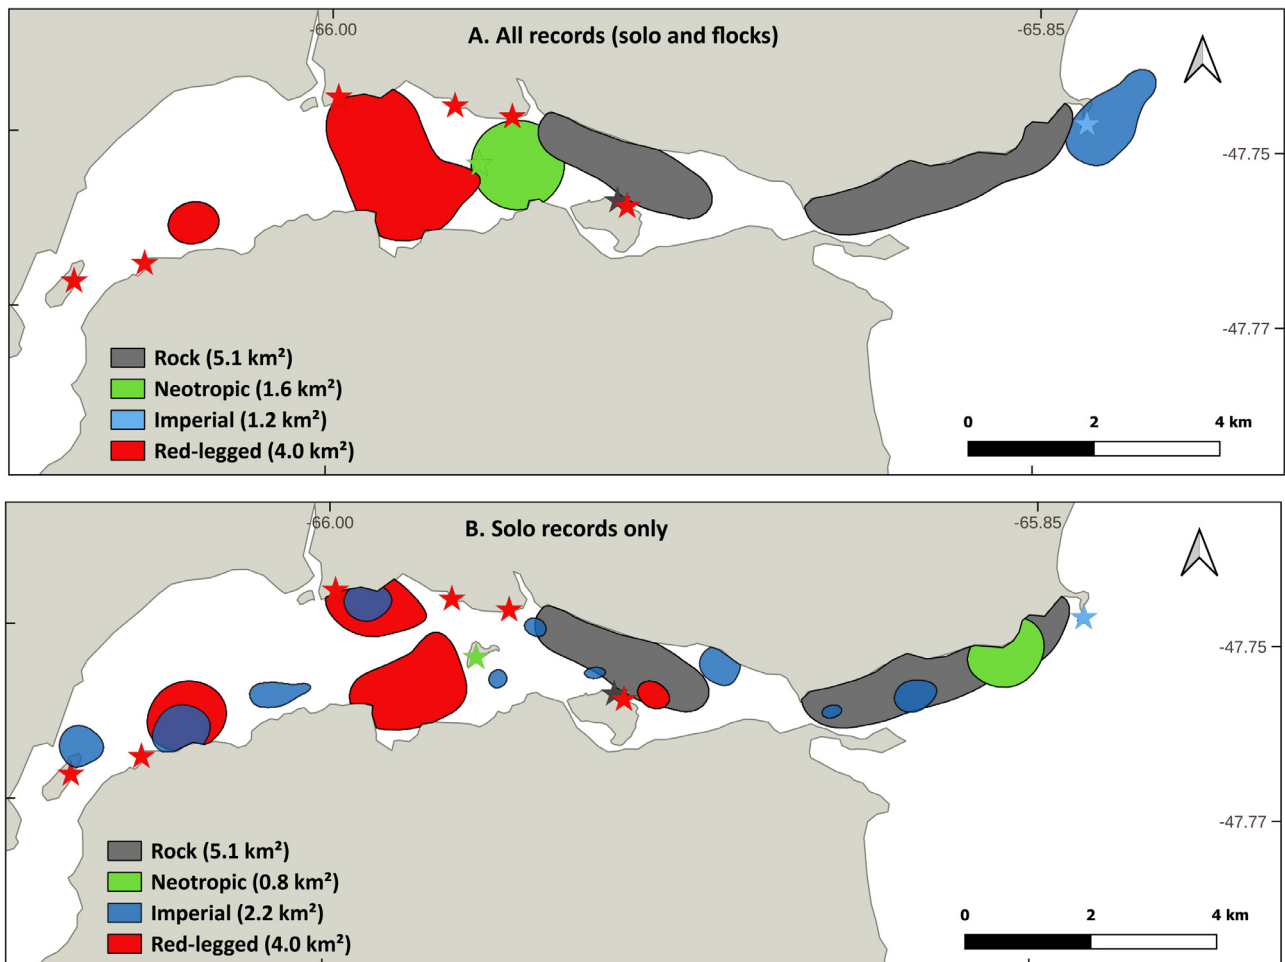 -66.00
A. All records (solo and flocks)
-65.85
-47.75
-47.77
Rock (5.1 km²)
Neotropic (1.6 km²)
Imperial (1.2 km²)
Red-legged (4.0 km²)
0 2 4 km
-66.00
B. Solo records only
-65.85
-47.75
-47.77
Rock (5.1 km²)
Neotropic (0.8 km²)
Imperial (2.2 km²)
Red-legged (4.0 km²)
0 2 4 km